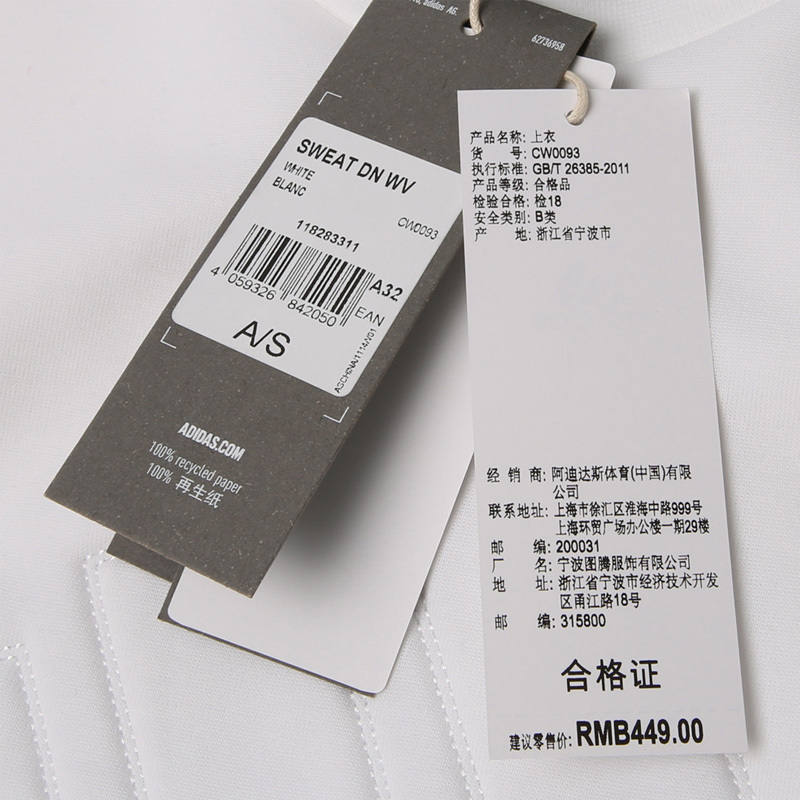 adidas AG.
62736958
SWEAT DN WV
WHITE
BLANC
CW0093
118283311
A32
4 059326 842050 EAN
A/S
ADIDAS.COM
100% recycled paper
100% 再生纸
产品名称: 上衣
货 号: CW0093
执行标准: GB/T 26385-2011
产品等级: 合格品
检验合格: 检18
安全类别: B类
产 地: 浙江省宁波市
经 销 商: 阿迪达斯体育(中国)有限
公司
联系地址: 上海市徐汇区淮海中路999号
上海环贸广场办公楼一期29楼
邮 编: 200031
厂 名: 宁波图腾服饰有限公司
地 址: 浙江省宁波市经济技术开发
区甬江路18号
邮 编: 315800
合格证
建议零售价: RMB449.00